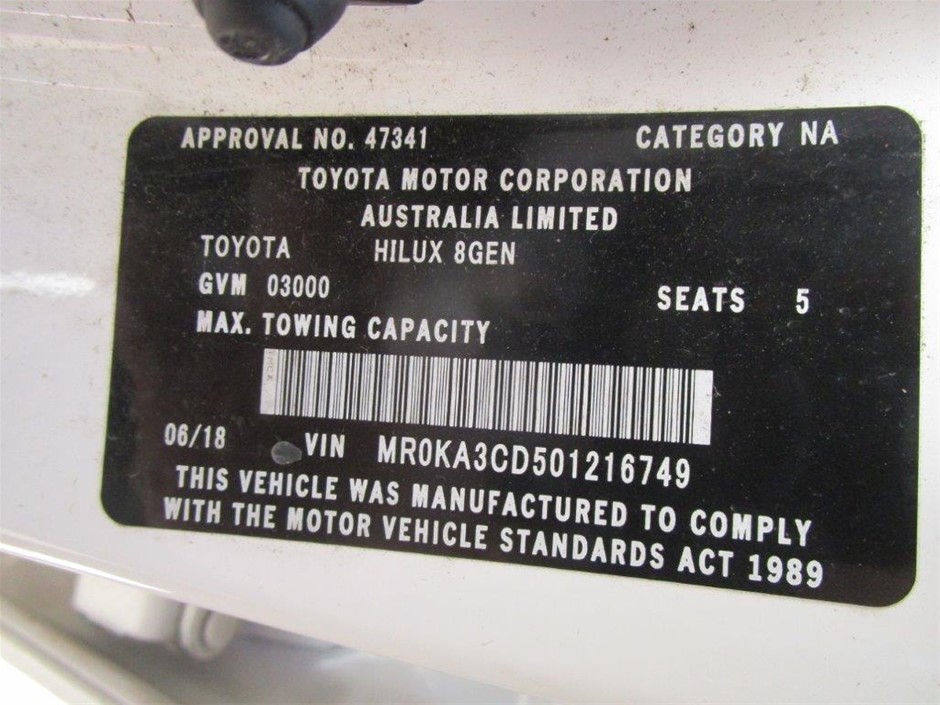 APPROVAL NO. 47341 CATEGORY NA
TOYOTA MOTOR CORPORATION
AUSTRALIA LIMITED
TOYOTA HILUX 8GEN
GVM 03000 SEATS 5
MAX. TOWING CAPACITY
06/18 VIN MR0KA3CD501216749
THIS VEHICLE WAS MANUFACTURED TO COMPLY
WITH THE MOTOR VEHICLE STANDARDS ACT 1989